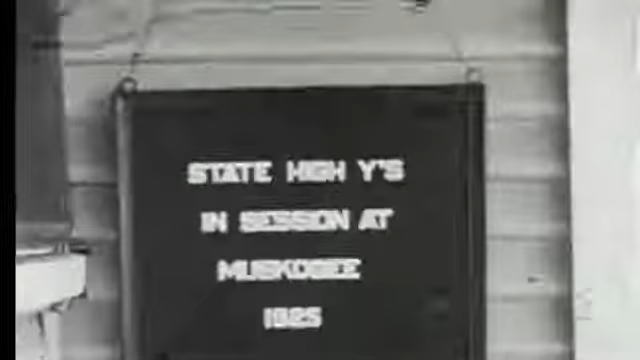 STATE HIGH Y'S
IN SESSION AT
MUSKOGEE
1925